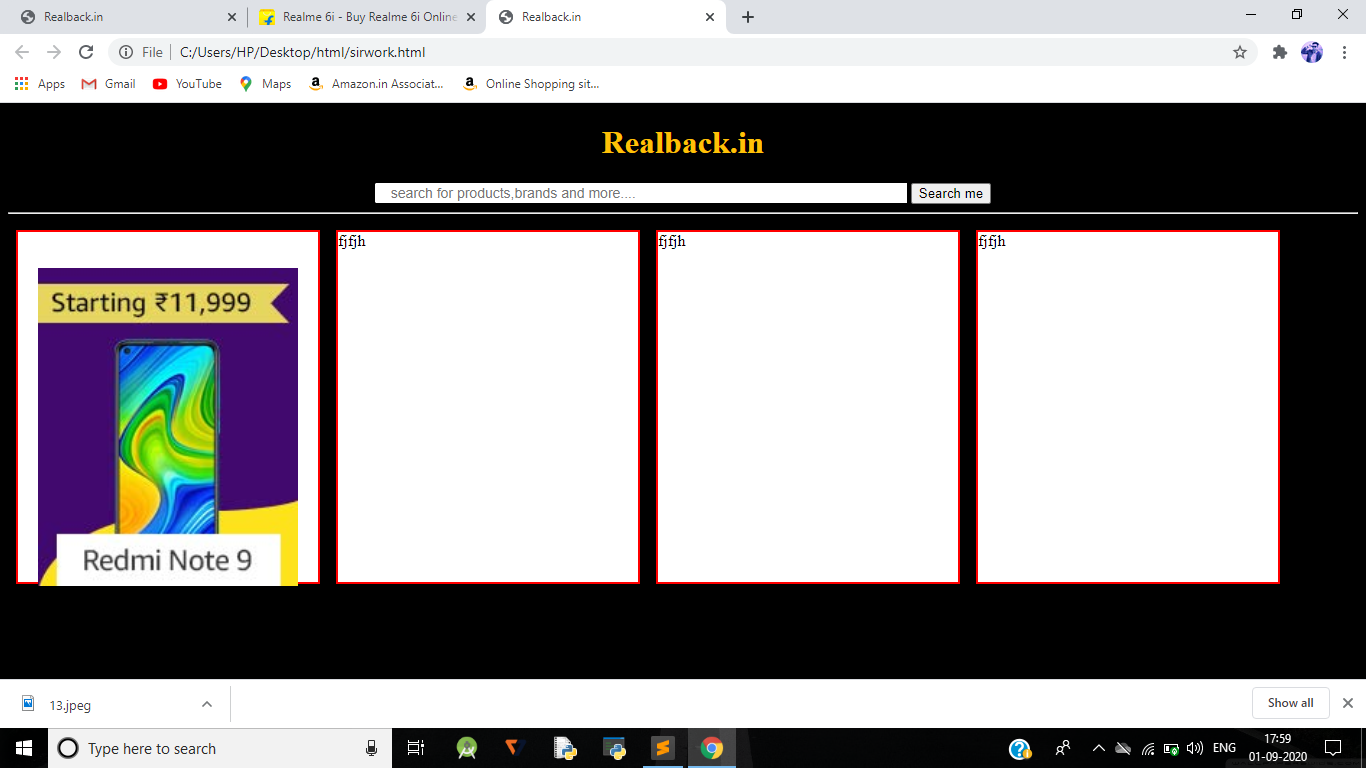 Realback.in
Realme 6i - Buy Realme 6i Online
Realback.in
File C:/Users/HP/Desktop/html/sirwork.html
Apps Gmail YouTube Maps Amazon.in Associat... Online Shopping sit...
Realback.in
search for products,brands and more....
Search me
Starting ₹11,999
Redmi Note 9
fjfjh
fjfjh
fjfjh
13.jpeg
Show all
Type here to search
ENG
17:59
01-09-2020